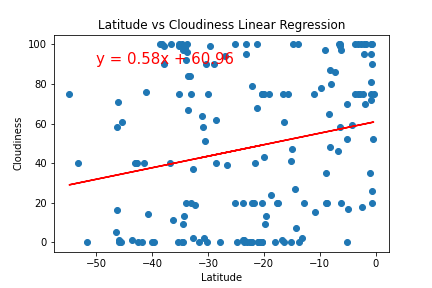 Latitude vs Cloudiness Linear Regression
100
y = 0.58x + 60.96
80
60
40
20
0
Cloudiness
−50 −40 −30 −20 −10 0
Latitude